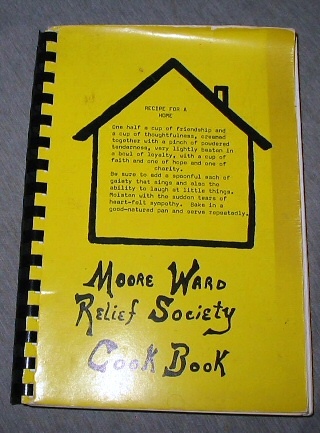 RECIPE FOR A
HOME
One half a cup of friendship and
a cup of thoughtfulness, creamed
together with a pinch of powdered
tenderness, very lightly beaten in
a bowl of loyalty, with a cup of
faith and one of hope and one of
charity.
Be sure to add a spoonful each of
gaiety that sings and also the
ability to laugh at little things.
Moisten with the sudden tears of
heart-felt sympathy. Bake in a
good-natured pan and serve repeatedly.
MOORE WARD
RELIEF SOCIETY
COOK BOOK